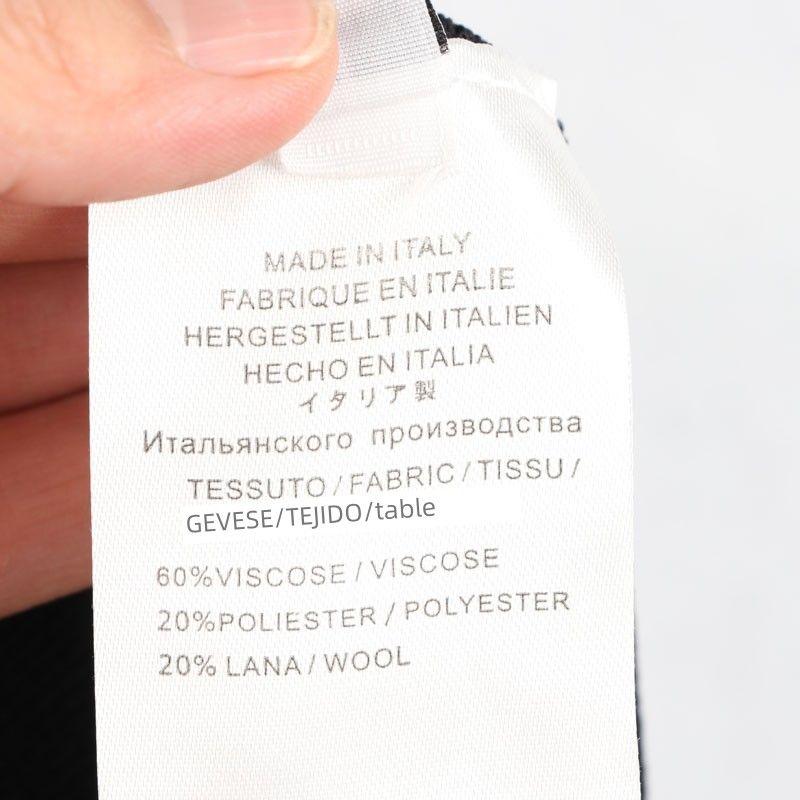 MADE IN ITALY
FABRIQUE EN ITALIE
HERGESTELLT IN ITALIEN
HECHO EN ITALIA
イタリア製
Итальянского производства
TESSUTO / FABRIC / TISSU /
GEVESE/TEJIDO/table
60%VISCOSE / VISCOSE
20%POLIESTER / POLYESTER
20% LANA / WOOL